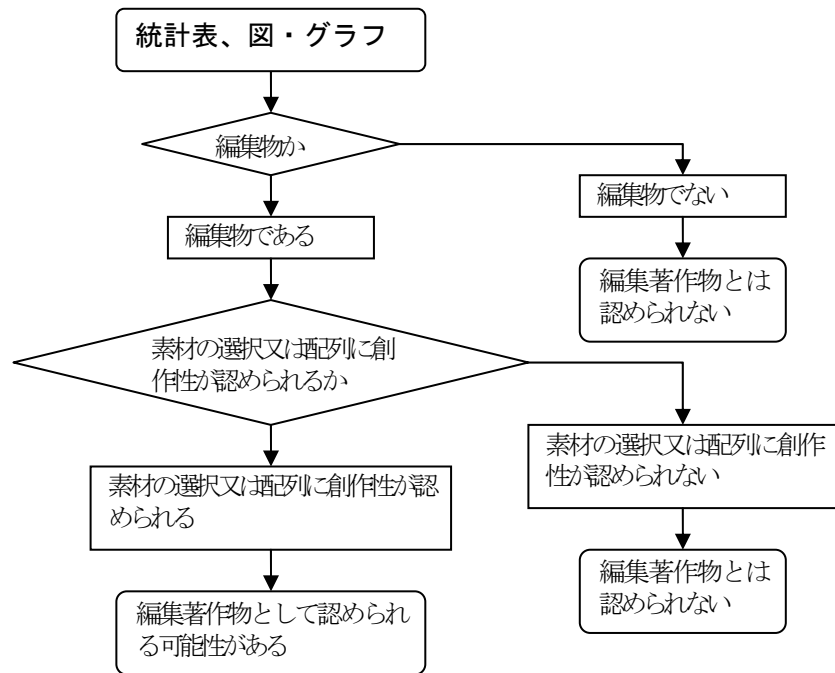 統計表、図・グラフ
編集物か
編集物でない
編集物である
編集著作物とは
認められない
素材の選択又は配列に創
作性が認められるか
素材の選択又は配列に創作
性が認められない
素材の選択又は配列に創作性が認
められる
編集著作物とは
認められない
編集著作物として認められ
る可能性がある